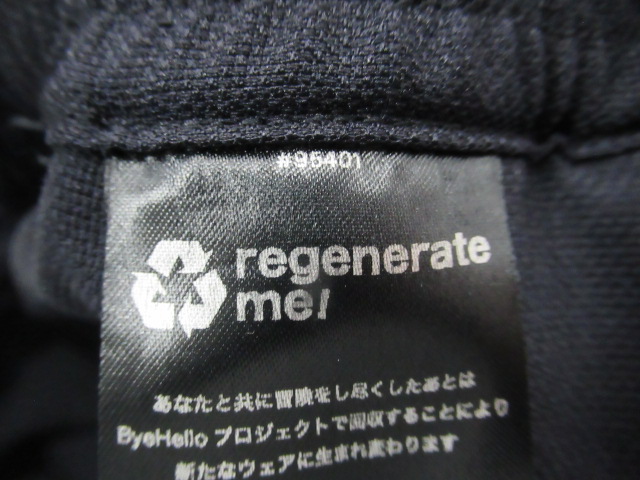 #95401
regenerate
me!
あなたと共に冒険をし尽くしたあとは
ByeHello プロジェクトで回収することにより
新たなウェアに生まれ変わります